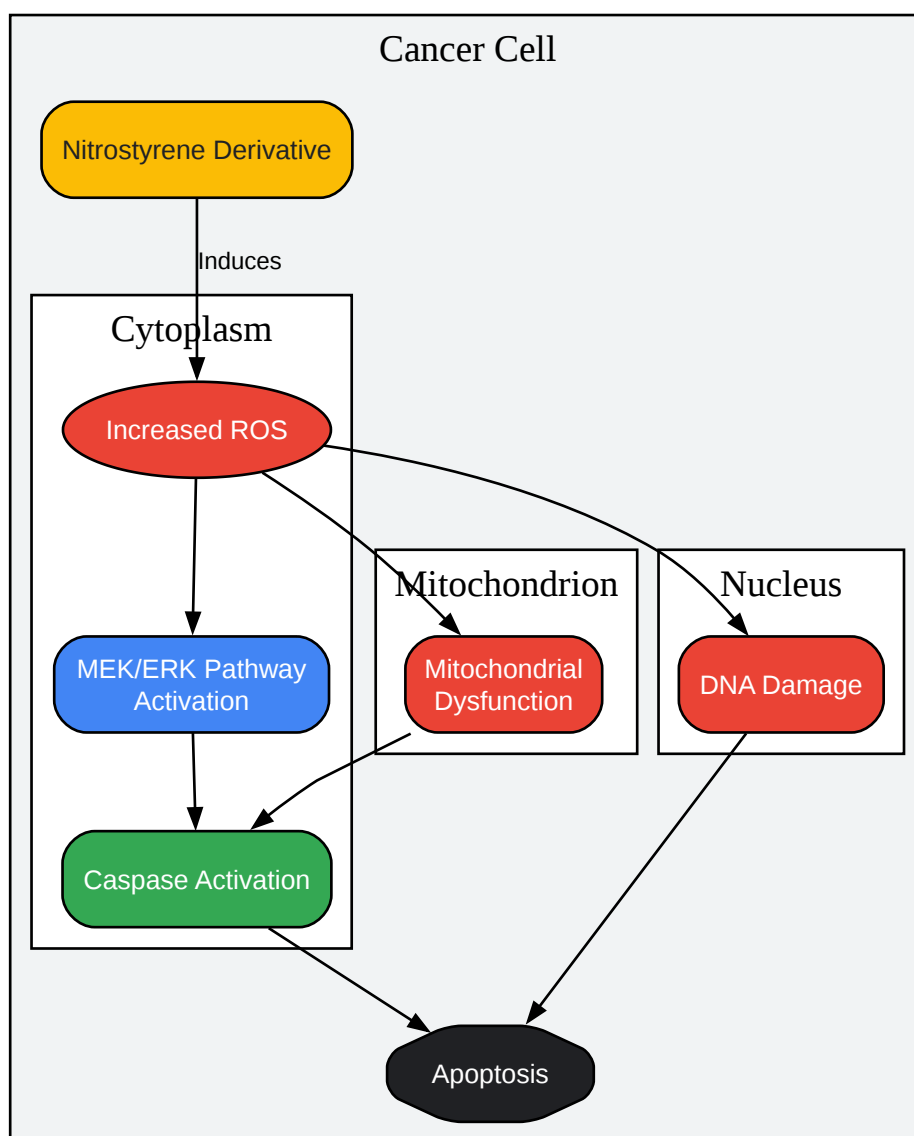 Cancer Cell
Nitrostyrene Derivative
Induces
Cytoplasm
Increased ROS
Mitochondrion
Nucleus
MEK/ERK Pathway
Activation
Mitochondrial
Dysfunction
DNA Damage
Caspase Activation
Apoptosis